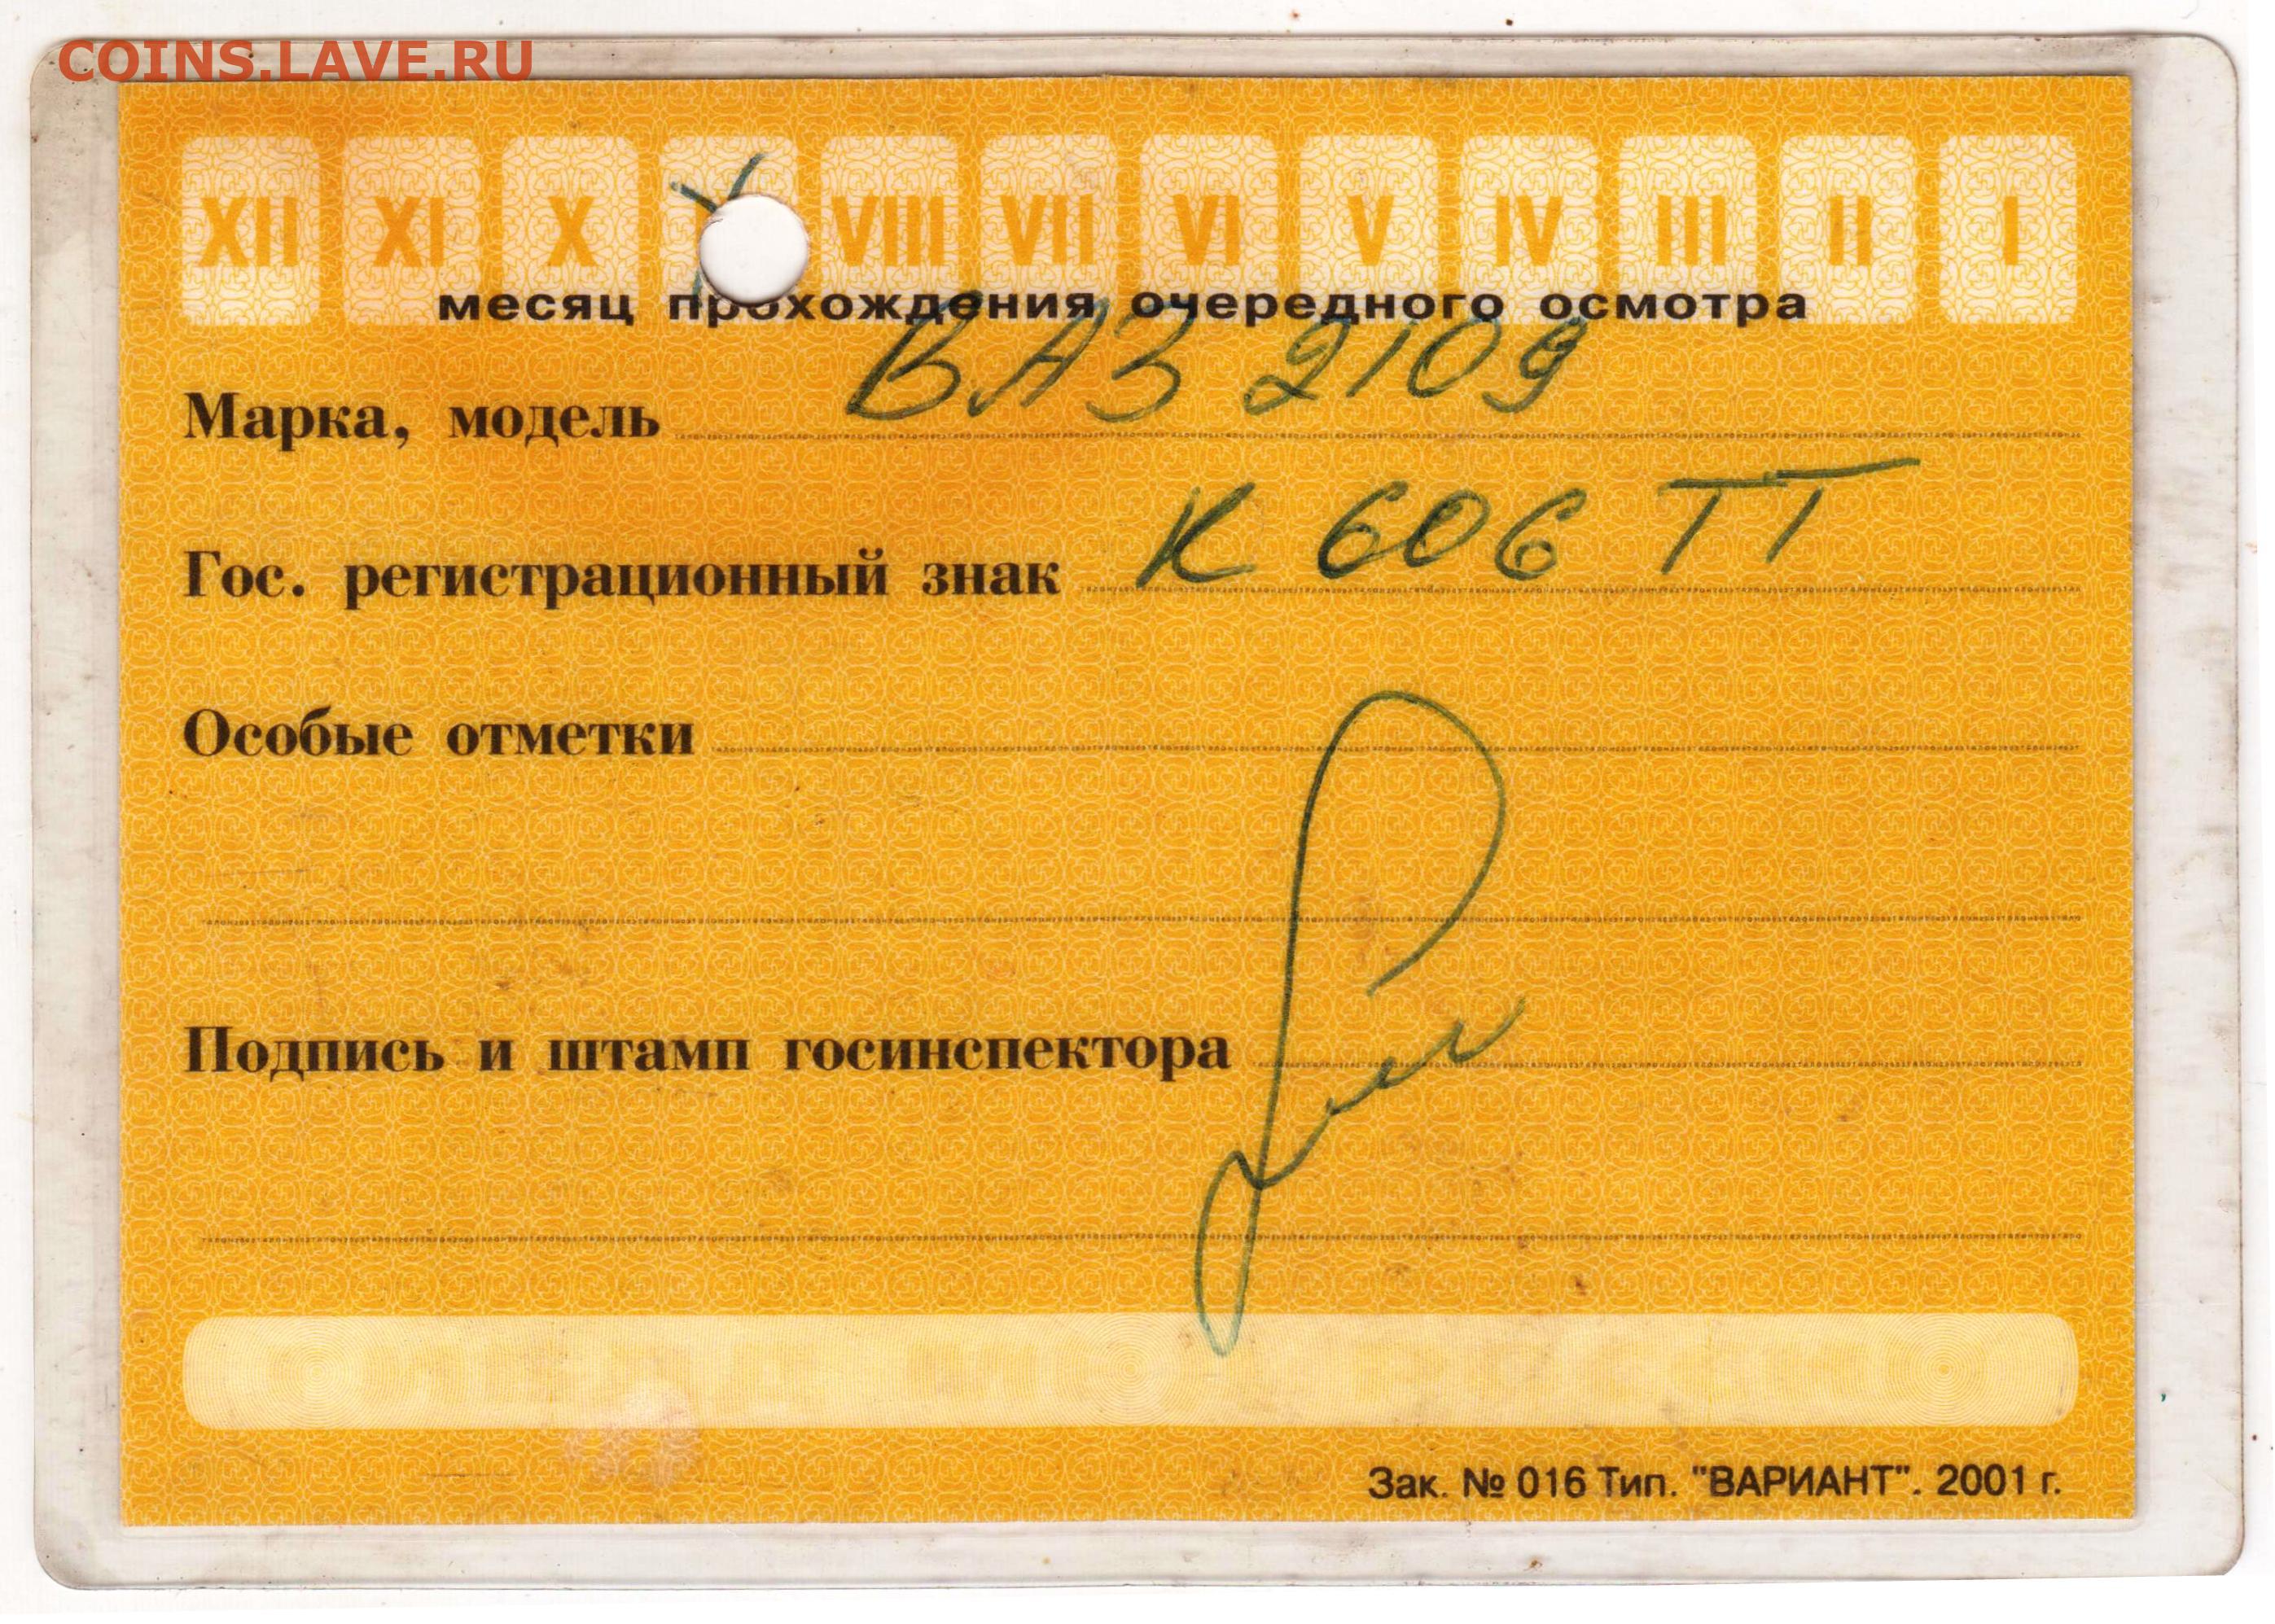 COINS.LAVE.RU
XII XI X VIII VII VI V IV III II I
месяц прохождения очередного осмотра
Марка, модель ВАЗ 2109
Гос. регистрационный знак К 606 ТТ
Особые отметки
Подпись и штамп госинспектора
Зак. № 016 Тип. "ВАРИАНТ". 2001 г.